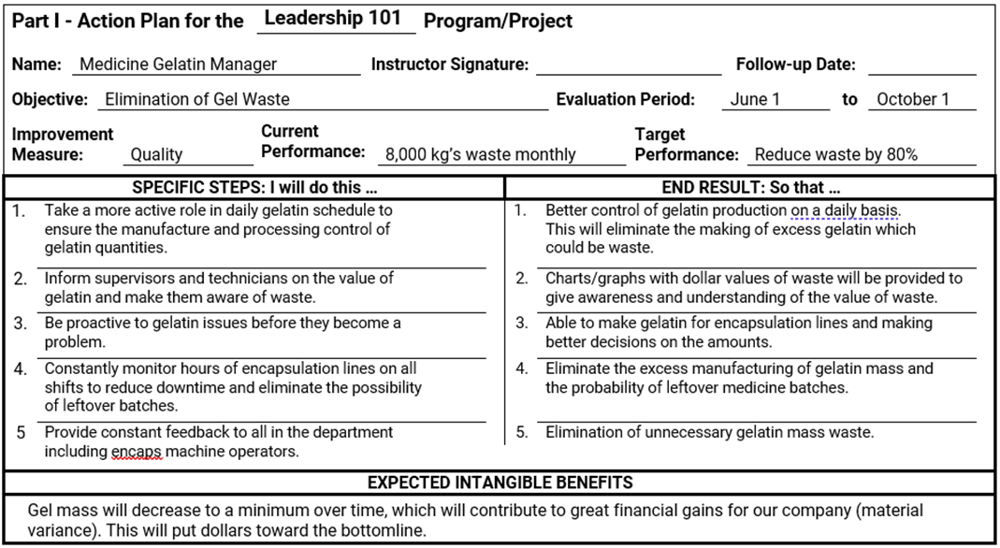 Part I - Action Plan for the Leadership 101 Program/Project
Name: Medicine Gelatin Manager Instructor Signature: Follow-up Date:
Objective: Elimination of Gel Waste Evaluation Period: June 1 to October 1
Improvement Measure: Quality Current Performance: 8,000 kg's waste monthly Target Performance: Reduce waste by 80%
SPECIFIC STEPS: I will do this ...
1. Take a more active role in daily gelatin schedule to
ensure the manufacture and processing control of
gelatin quantities.
2. Inform supervisors and technicians on the value of
gelatin and make them aware of waste.
3. Be proactive to gelatin issues before they become a
problem.
4. Constantly monitor hours of encapsulation lines on all
shifts to reduce downtime and eliminate the possibility
of leftover batches.
5 Provide constant feedback to all in the department
including encaps machine operators.
END RESULT: So that ...
1. Better control of gelatin production on a daily basis.
This will eliminate the making of excess gelatin which
could be waste.
2. Charts/graphs with dollar values of waste will be provided to
give awareness and understanding of the value of waste.
3. Able to make gelatin for encapsulation lines and making
better decisions on the amounts.
4. Eliminate the excess manufacturing of gelatin mass and
the probability of leftover medicine batches.
5. Elimination of unnecessary gelatin mass waste.
EXPECTED INTANGIBLE BENEFITS
Gel mass will decrease to a minimum over time, which will contribute to great financial gains for our company (material
variance). This will put dollars toward the bottomline.